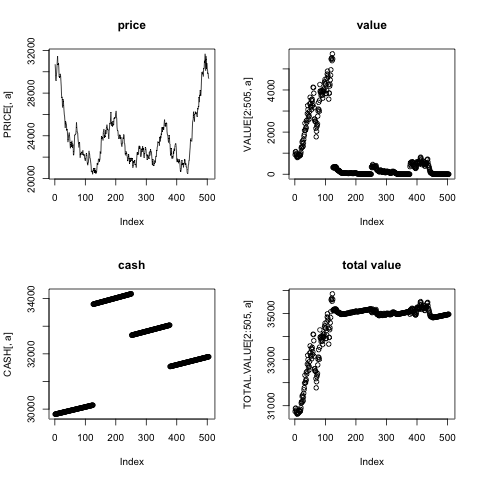 price
PRICE[, a]
20000 24000 28000 32000
0 100 200 300 400 500
Index
value
VALUE[2:505, a]
0 2000 4000
0 100 200 300 400 500
Index
cash
CASH[, a]
30000 32000 34000
0 100 200 300 400 500
Index
total value
TOTAL.VALUE[2:505, a]
31000 33000 35000
0 100 200 300 400 500
Index